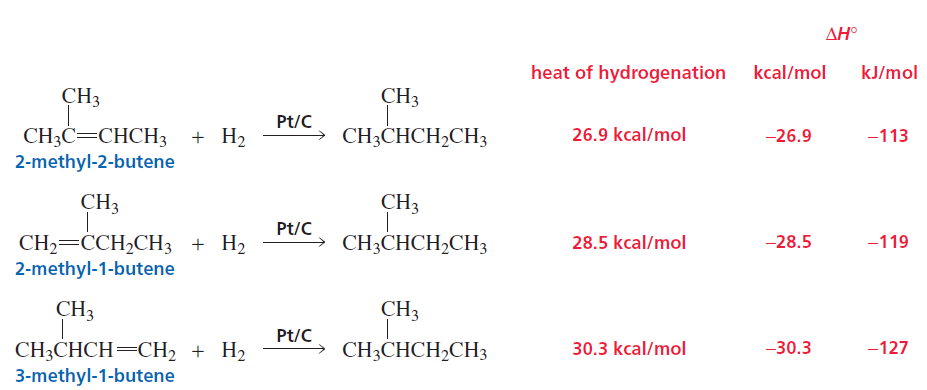 ΔH°
heat of hydrogenation kcal/mol kJ/mol
CH₃ CH₃
CH₃C=CHCH₃ + H₂ Pt/C → CH₃CHCH₂CH₃ 26.9 kcal/mol –26.9 –113
2-methyl-2-butene
CH₃ CH₃
CH₂=CCH₂CH₃ + H₂ Pt/C → CH₃CHCH₂CH₃ 28.5 kcal/mol –28.5 –119
2-methyl-1-butene
CH₃ CH₃
CH₃CHCH=CH₂ + H₂ Pt/C → CH₃CHCH₂CH₃ 30.3 kcal/mol –30.3 –127
3-methyl-1-butene